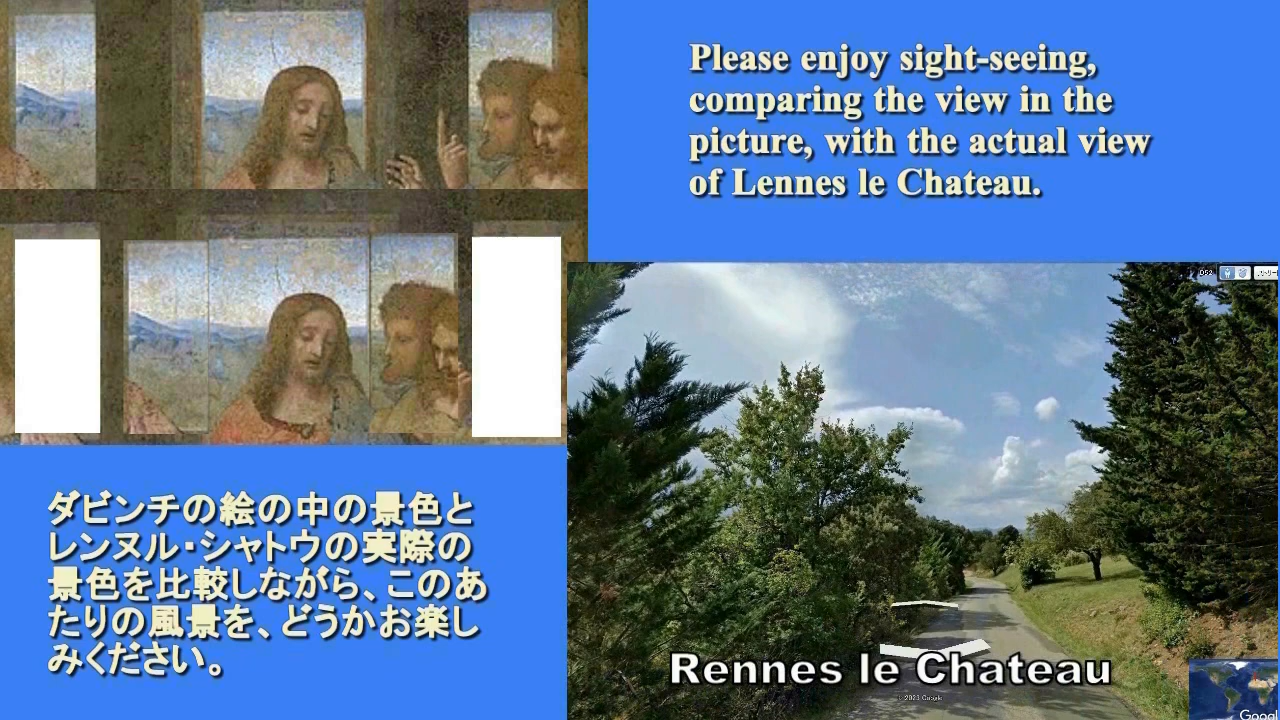 Please enjoy sight-seeing,
comparing the view in the
picture, with the actual view
of Lennes le Chateau.
ダビンチの絵の中の景色と
レンヌル・シャトウの実際の
景色を比較しながら、このあ
たりの風景を、どうかお楽し
みください。
Rennes le Chateau
© 2023 Google